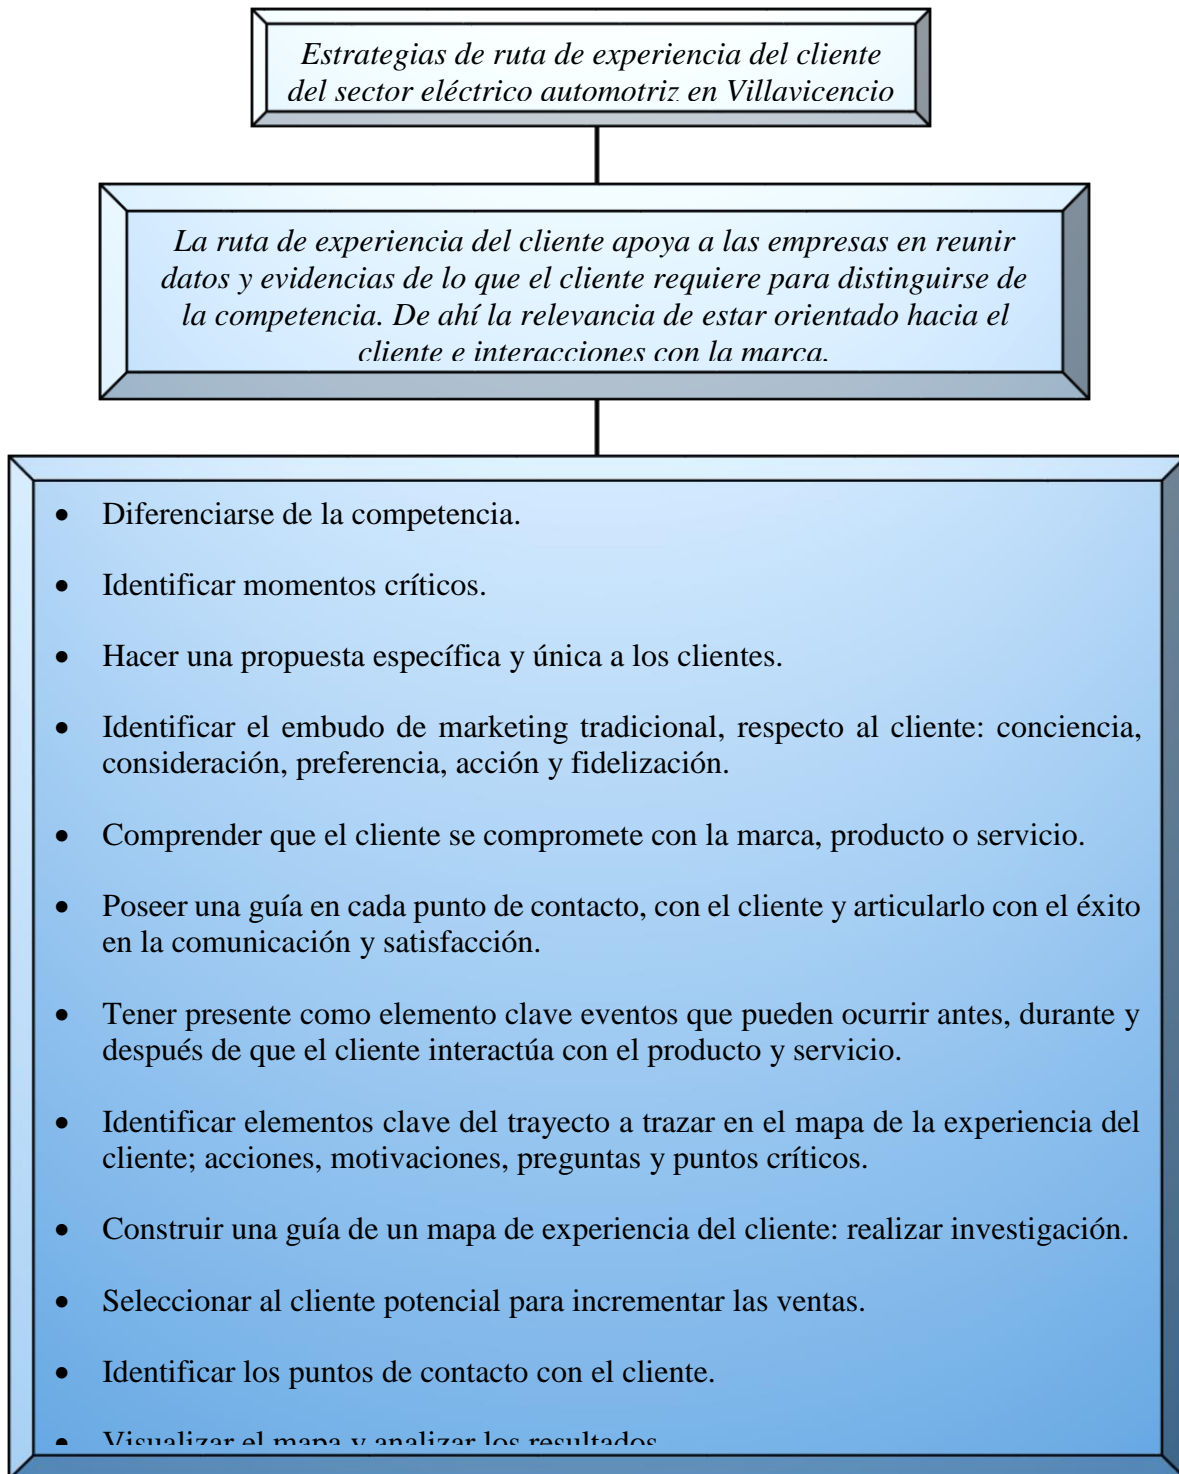 Estrategias de ruta de experiencia del cliente
del sector eléctrico automotriz en Villavicencio
La ruta de experiencia del cliente apoya a las empresas en reunir
datos y evidencias de lo que el cliente requiere para distinguirse de
la competencia. De ahí la relevancia de estar orientado hacia el
cliente e interacciones con la marca.
• Diferenciarse de la competencia.
• Identificar momentos críticos.
• Hacer una propuesta específica y única a los clientes.
• Identificar el embudo de marketing tradicional, respecto al cliente: conciencia,
consideración, preferencia, acción y fidelización.
• Comprender que el cliente se compromete con la marca, producto o servicio.
• Poseer una guía en cada punto de contacto, con el cliente y articularlo con el éxito
en la comunicación y satisfacción.
• Tener presente como elemento clave eventos que pueden ocurrir antes, durante y
después de que el cliente interactúa con el producto y servicio.
• Identificar elementos clave del trayecto a trazar en el mapa de la experiencia del
cliente; acciones, motivaciones, preguntas y puntos críticos.
• Construir una guía de un mapa de experiencia del cliente: realizar investigación.
• Seleccionar al cliente potencial para incrementar las ventas.
• Identificar los puntos de contacto con el cliente.
• Visualizar el mapa y analizar los resultados